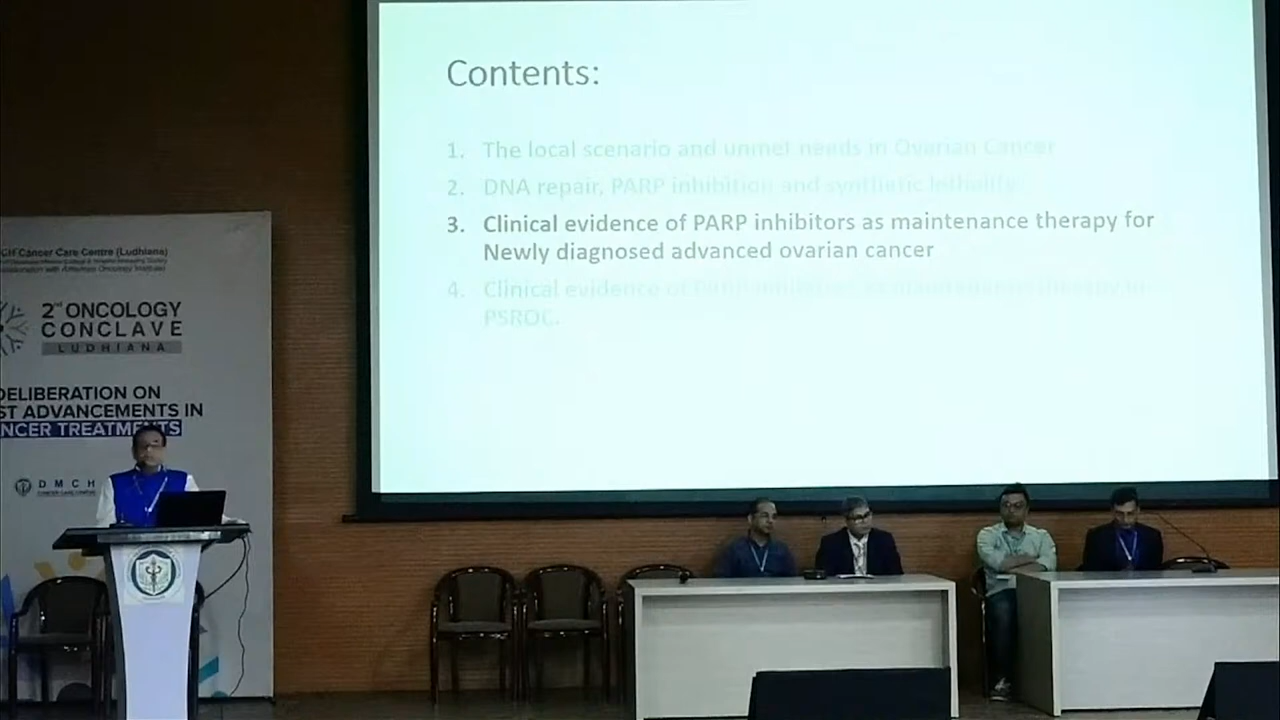 Contents:
1. The local scenario and unmet needs in Ovarian Cancer
2. DNA repair, PARP inhibition and synthetic lethality
3. Clinical evidence of PARP inhibitors as maintenance therapy for
Newly diagnosed advanced ovarian cancer
4. Clinical evidence of PARP inhibitors as maintenance therapy in
PSROC.
Cancer Care Centre (Ludhiana)
2nd ONCOLOGY
CONCLAVE
LUDHIANA
DELIBERATION ON
ST ADVANCEMENTS IN
NCER TREATMENTS
DMCH